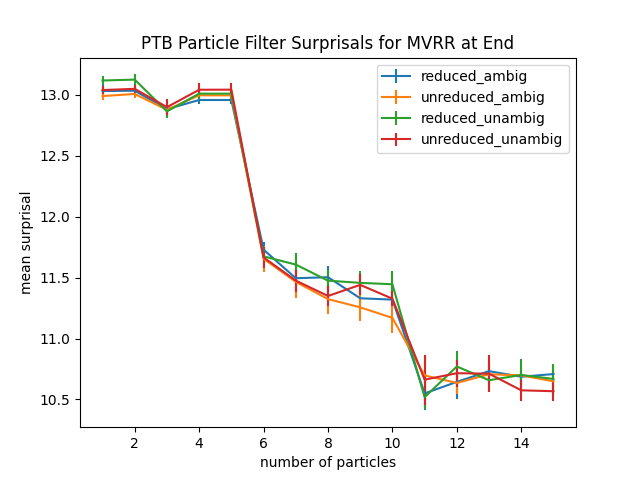 PTB Particle Filter Surprisals for MVRR at End
reduced_ambig
unreduced_ambig
reduced_unambig
unreduced_unambig
mean surprisal
13.0
12.5
12.0
11.5
11.0
10.5
2 4 6 8 10 12 14
number of particles